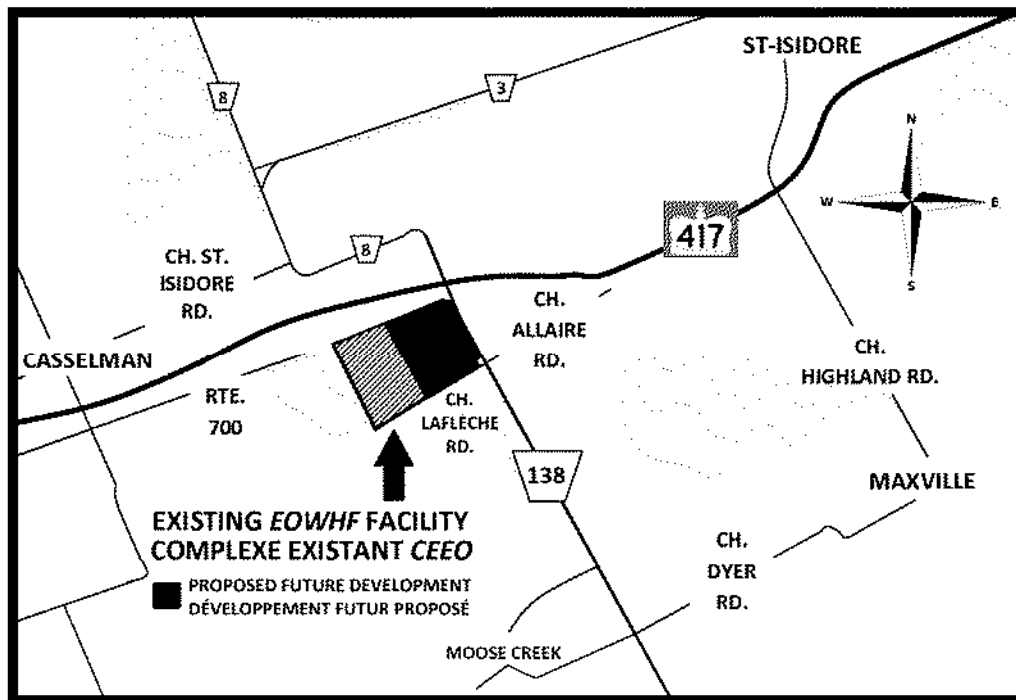 ST-ISIDORE
8
3
N
W
E
S
417
8
CH. ST.
ISIDORE
RD.
CH.
ALLAIRE
RD.
CASSELMAN
RTE.
700
CH.
LAFLÈCHE
RD.
CH.
HIGHLAND RD.
138
MAXVILLE
EXISTING EOWHF FACILITY
COMPLEXE EXISTANT CEEO
PROPOSED FUTURE DEVELOPMENT
DÉVELOPPEMENT FUTUR PROPOSÉ
CH.
DYER
RD.
MOOSE CREEK